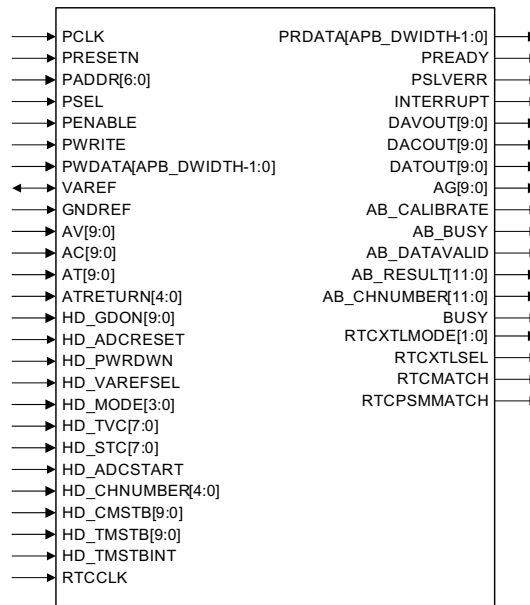 PCLK
PRESETN
PADDR[6:0]
PSEL
PENABLE
PWRITE
PWDATA[APB_DWIDTH-1:0]
VAREF
GNDREF
AV[9:0]
AC[9:0]
AT[9:0]
ATRETURN[4:0]
HD_GDON[9:0]
HD_ADCRESET
HD_PWRDWN
HD_VAREFSEL
HD_MODE[3:0]
HD_TVC[7:0]
HD_STC[7:0]
HD_ADCSTART
HD_CHNUMBER[4:0]
HD_CMSTB[9:0]
HD_TMSTB[9:0]
HD_TMSTBINT
RTCCLK
PRDATA[APB_DWIDTH-1:0]
PREADY
PSLVERR
INTERRUPT
DAVOUT[9:0]
DACOUT[9:0]
DATOUT[9:0]
AG[9:0]
AB_CALIBRATE
AB_BUSY
AB_DATAVALID
AB_RESULT[11:0]
AB_CHNUMBER[11:0]
BUSY
RTCXTLMODE[1:0]
RTCXTLSEL
RTCMATCH
RTCPSMMATCH